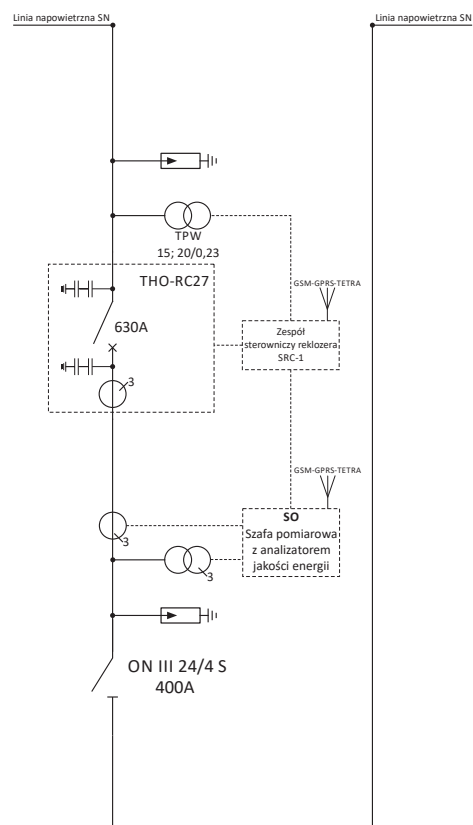 Linia napowietrzna SN
Linia napowietrzna SN
TPW
15; 20/0,23
THO-RC27
GSM-GPRS-TETRA
630A
Zespół
sterowniczy reklozera
SRC-1
3
GSM-GPRS-TETRA
SO
Szafa pomiarowa
z analizatorem
jakości energii
3
3
ON III 24/4 S
400A